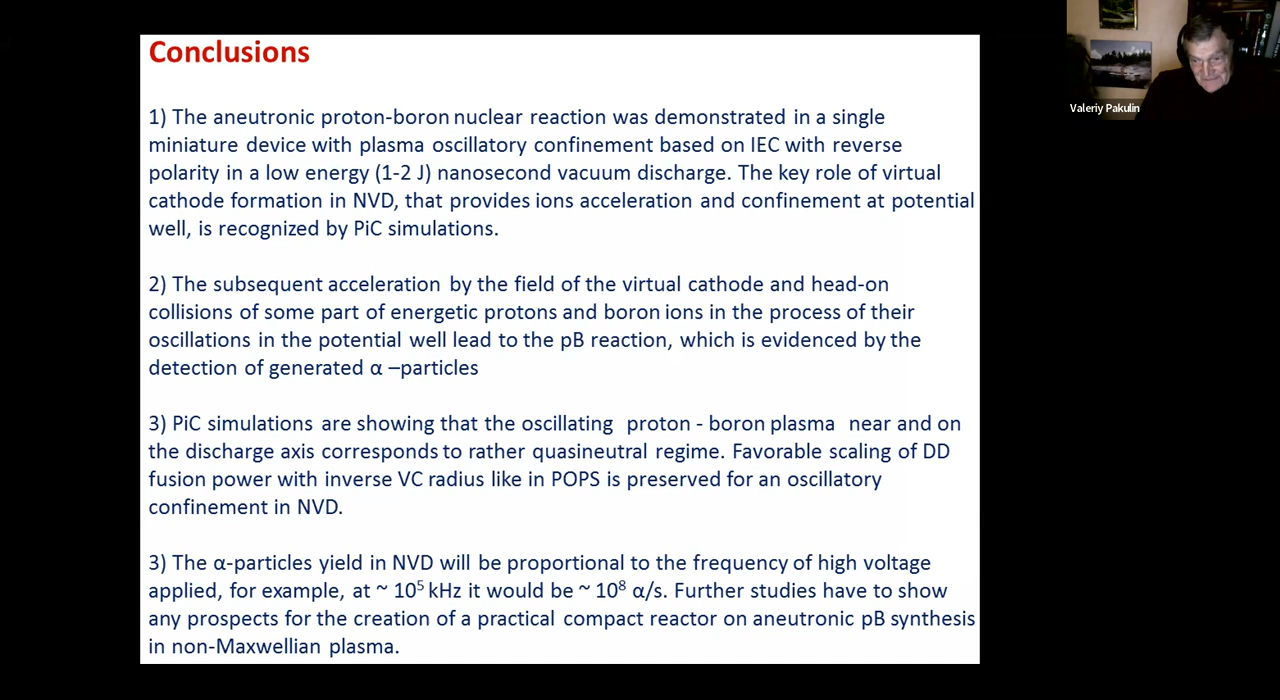 Conclusions
1) The aneutronic proton-boron nuclear reaction was demonstrated in a single
miniature device with plasma oscillatory confinement based on IEC with reverse
polarity in a low energy (1-2 J) nanosecond vacuum discharge. The key role of virtual
cathode formation in NVD, that provides ions acceleration and confinement at potential
well, is recognized by PiC simulations.
2) The subsequent acceleration by the field of the virtual cathode and head-on
collisions of some part of energetic protons and boron ions in the process of their
oscillations in the potential well lead to the pB reaction, which is evidenced by the
detection of generated α –particles
3) PiC simulations are showing that the oscillating proton - boron plasma near and on
the discharge axis corresponds to rather quasineutral regime. Favorable scaling of DD
fusion power with inverse VC radius like in POPS is preserved for an oscillatory
confinement in NVD.
3) The α-particles yield in NVD will be proportional to the frequency of high voltage
applied, for example, at ~ 10⁵ kHz it would be ~ 10⁸ α/s. Further studies have to show
any prospects for the creation of a practical compact reactor on aneutronic pB synthesis
in non-Maxwellian plasma.
Valeriy Pakulin